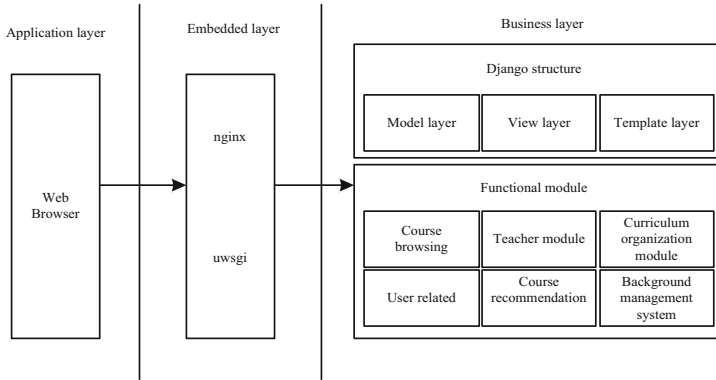 Application layer
Embedded layer
Business layer
Web
Browser
nginx
uwsgi
Django structure
Model layer
View layer
Template layer
Functional module
Course
browsing
Teacher module
Curriculum
organization
module
User related
Course
recommendation
Background
management
system